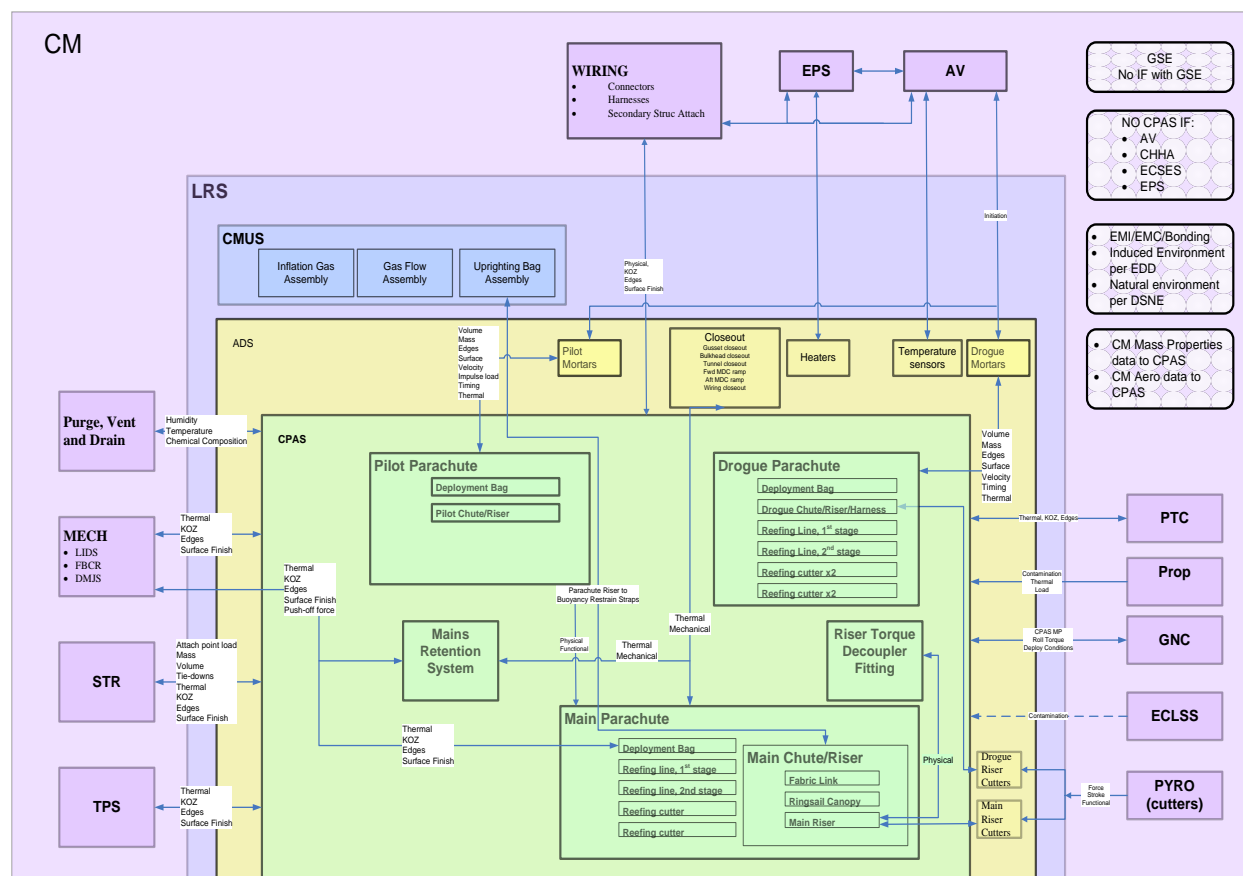 CM
WIRING
• Connectors
• Harnesses
• Secondary Struc Attach
EPS
AV
GSE
No IF with GSE
NO CPAS IF:
• AV
• CHHA
• ECSES
• EPS
• EMI/EMC/Bonding
• Induced Environment
per EDD
• Natural environment
per DSNE
• CM Mass Properties
data to CPAS
• CM Aero data to
CPAS
LRS
CMUS
Inflation Gas
Assembly
Gas Flow
Assembly
Uprighting Bag
Assembly
Physical,
KOZ
Edges
Surface Finish
Initiation
ADS
Volume
Mass
Edges
Surface
Velocity
Impulse load
Timing
Thermal
Pilot
Mortars
Closeout
Gusset closeout
Bulkhead closeout
Tunnel closeout
Fwd MDC ramp
Aft MDC ramp
Wiring closeout
Heaters
Temperature
sensors
Drogue
Mortars
Purge, Vent
and Drain
Humidity
Temperature
Chemical Composition
CPAS
Pilot Parachute
Deployment Bag
Pilot Chute/Riser
Drogue Parachute
Deployment Bag
Drogue Chute/Riser/Harness
Reefing Line, 1st stage
Reefing Line, 2nd stage
Reefing cutter x2
Reefing cutter x2
Volume
Mass
Edges
Surface
Velocity
Timing
Thermal
MECH
• LIDS
• FBCR
• DMJS
Thermal
KOZ
Edges
Surface Finish
Thermal
KOZ
Edges
Surface Finish
Push-off force
Parachute Riser to
Buoyancy Restrain Straps
Thermal, KOZ, Edges
PTC
Contamination
Thermal
Load
Prop
STR
Attach point load
Mass
Volume
Tie-downs
Thermal
KOZ
Edges
Surface Finish
Mains
Retention
System
Physical
Functional
Thermal
Mechanical
Thermal
Mechanical
Riser Torque
Decoupler
Fitting
CPAS MP
Roll Torque
Deploy Conditions
GNC
Contamination
ECLSS
TPS
Thermal
KOZ
Edges
Surface Finish
Thermal
KOZ
Edges
Surface Finish
Main Parachute
Deployment Bag
Reefing line, 1st stage
Reefing line, 2nd stage
Reefing cutter
Reefing cutter
Main Chute/Riser
Fabric Link
Ringsail Canopy
Main Riser
Physical
Drogue
Riser
Cutters
Main
Riser
Cutters
Force
Stroke
Functional
PYRO
(cutters)